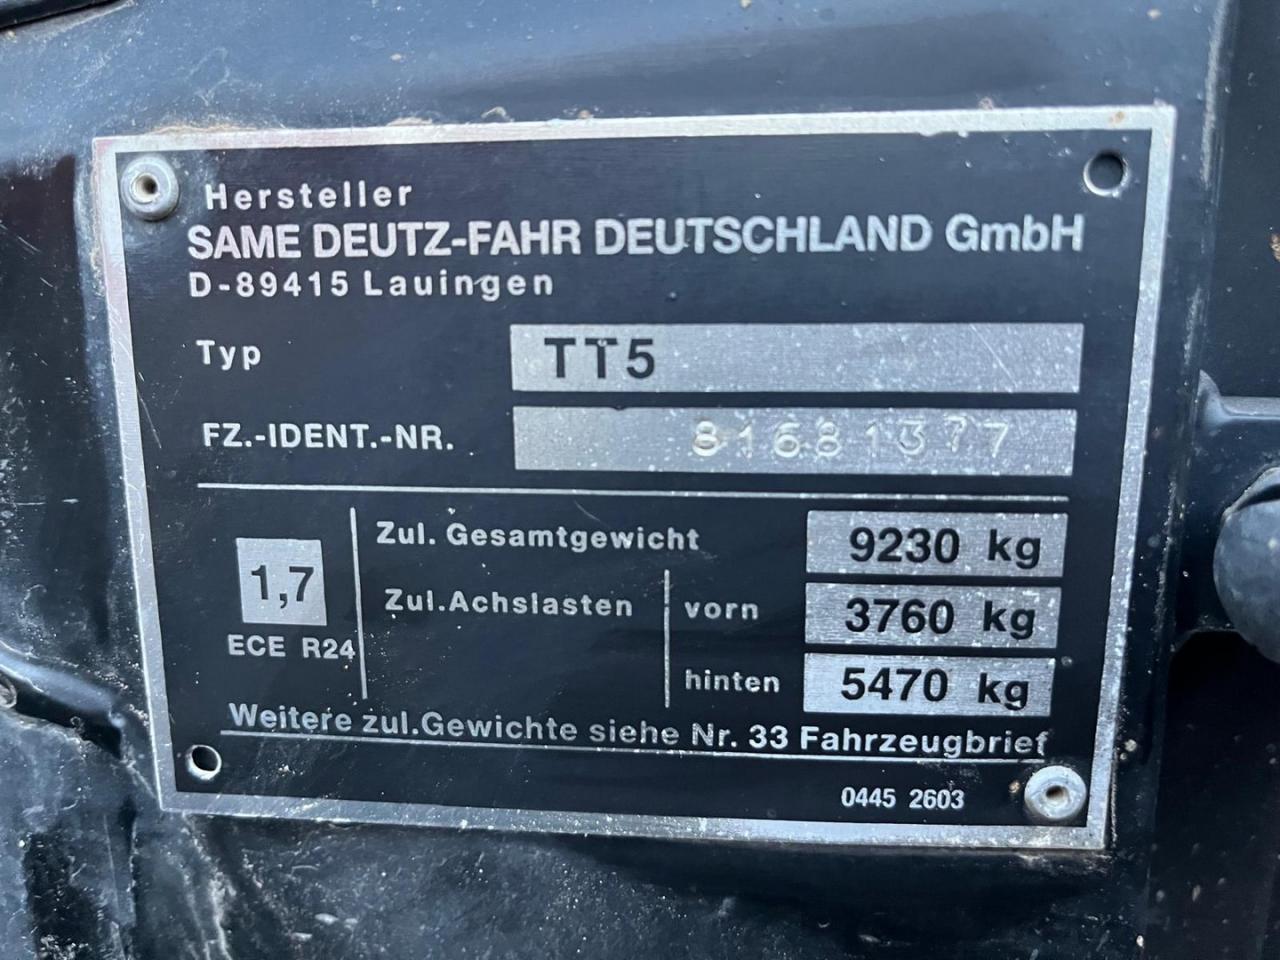 Hersteller
SAME DEUTZ-FAHR DEUTSCHLAND GmbH
D-89415 Lauingen
Typ TT5
FZ.-IDENT.-NR. 81681377
1,7
ECE R24
Zul. Gesamtgewicht 9230 kg
Zul.Achslasten vorn 3760 kg
hinten 5470 kg
Weitere zul.Gewichte siehe Nr. 33 Fahrzeugbrief
0445 2603